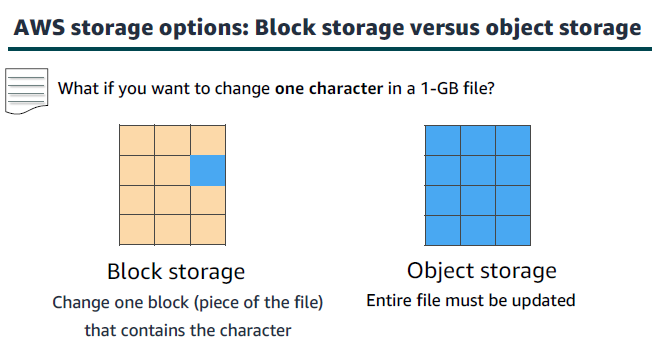 AWS storage options: Block storage versus object storage
What if you want to change one character in a 1-GB file?
Block storage
Change one block (piece of the file)
that contains the character
Object storage
Entire file must be updated